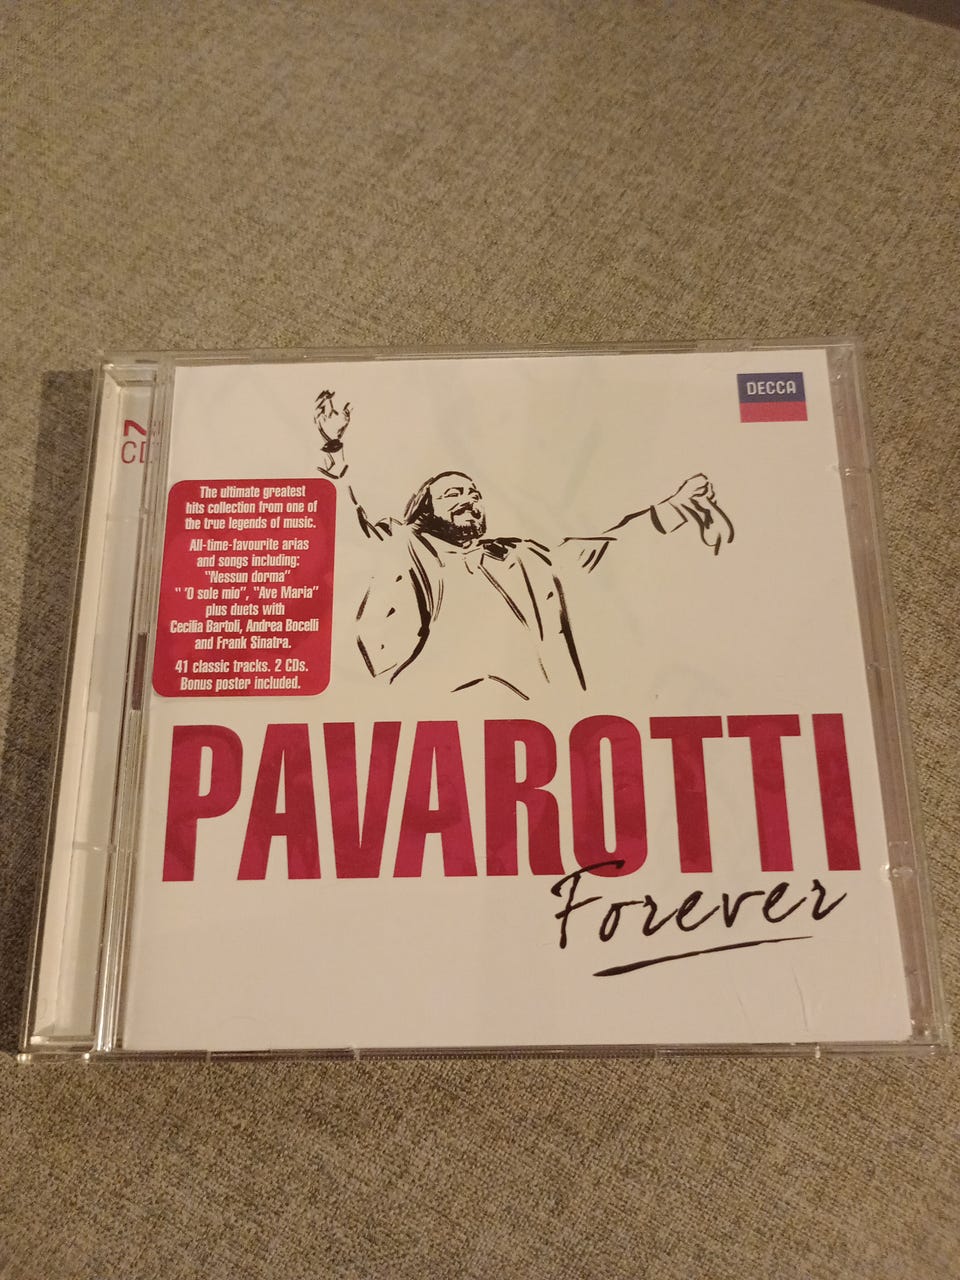 DECCA
2
CD
The ultimate greatest
hits collection from one of
the true legends of music.
All-time-favourite arias
and songs including:
"Nessun dorma"
" 'O sole mio", "Ave Maria"
plus duets with
Cecilia Bartoli, Andrea Bocelli
and Frank Sinatra.
41 classic tracks. 2 CDs.
Bonus poster included.
PAVAROTTI
Forever